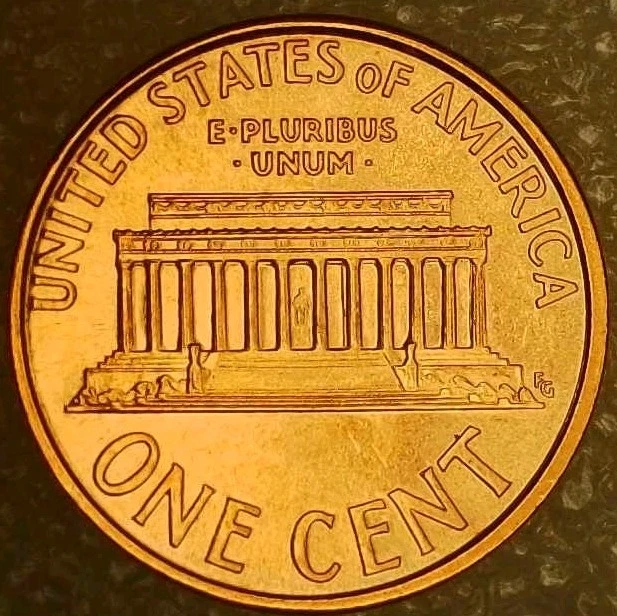 UNITED STATES OF AMERICA
E·PLURIBUS
·UNUM·
FG
ONE CENT